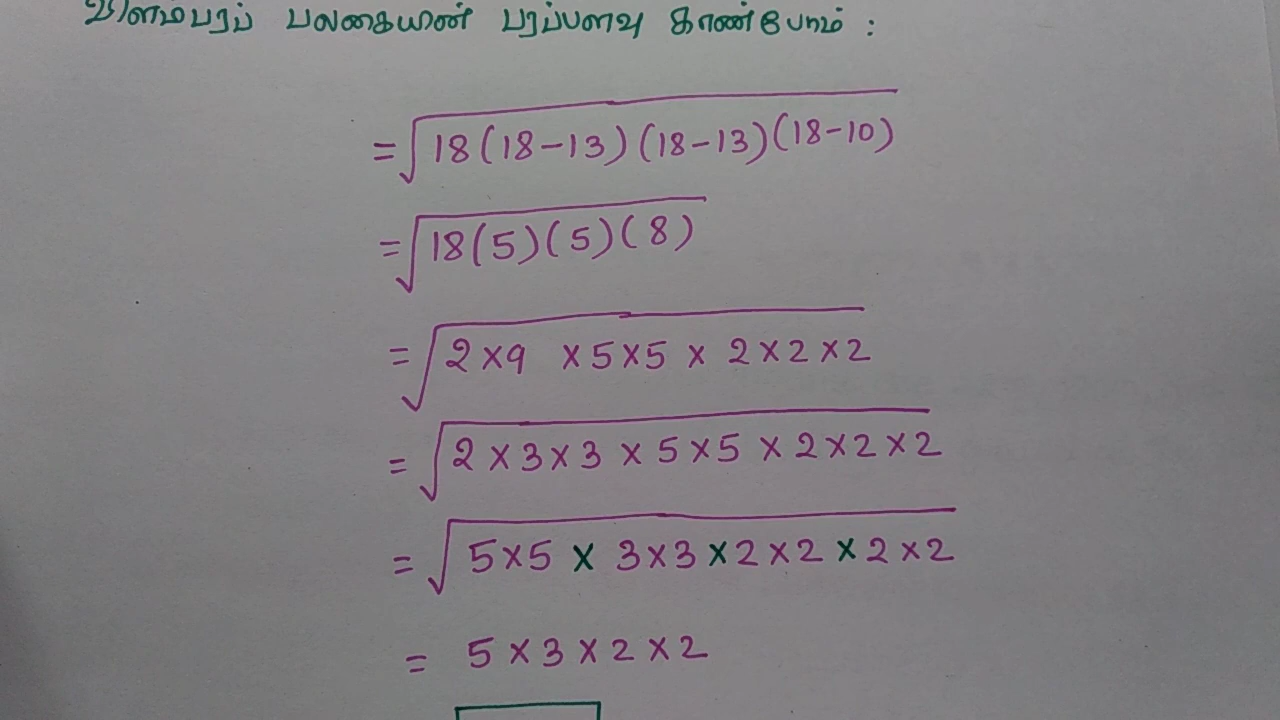 விளம்பரப் பலகையின் பரப்பளவு காண்போம் :
= √18(18-13)(18-13)(18-10)
= √18(5)(5)(8)
= √2×9 ×5×5 × 2×2×2
= √2×3×3 × 5×5 × 2×2×2
= √5×5 × 3×3×2×2 × 2×2
= 5×3×2×2